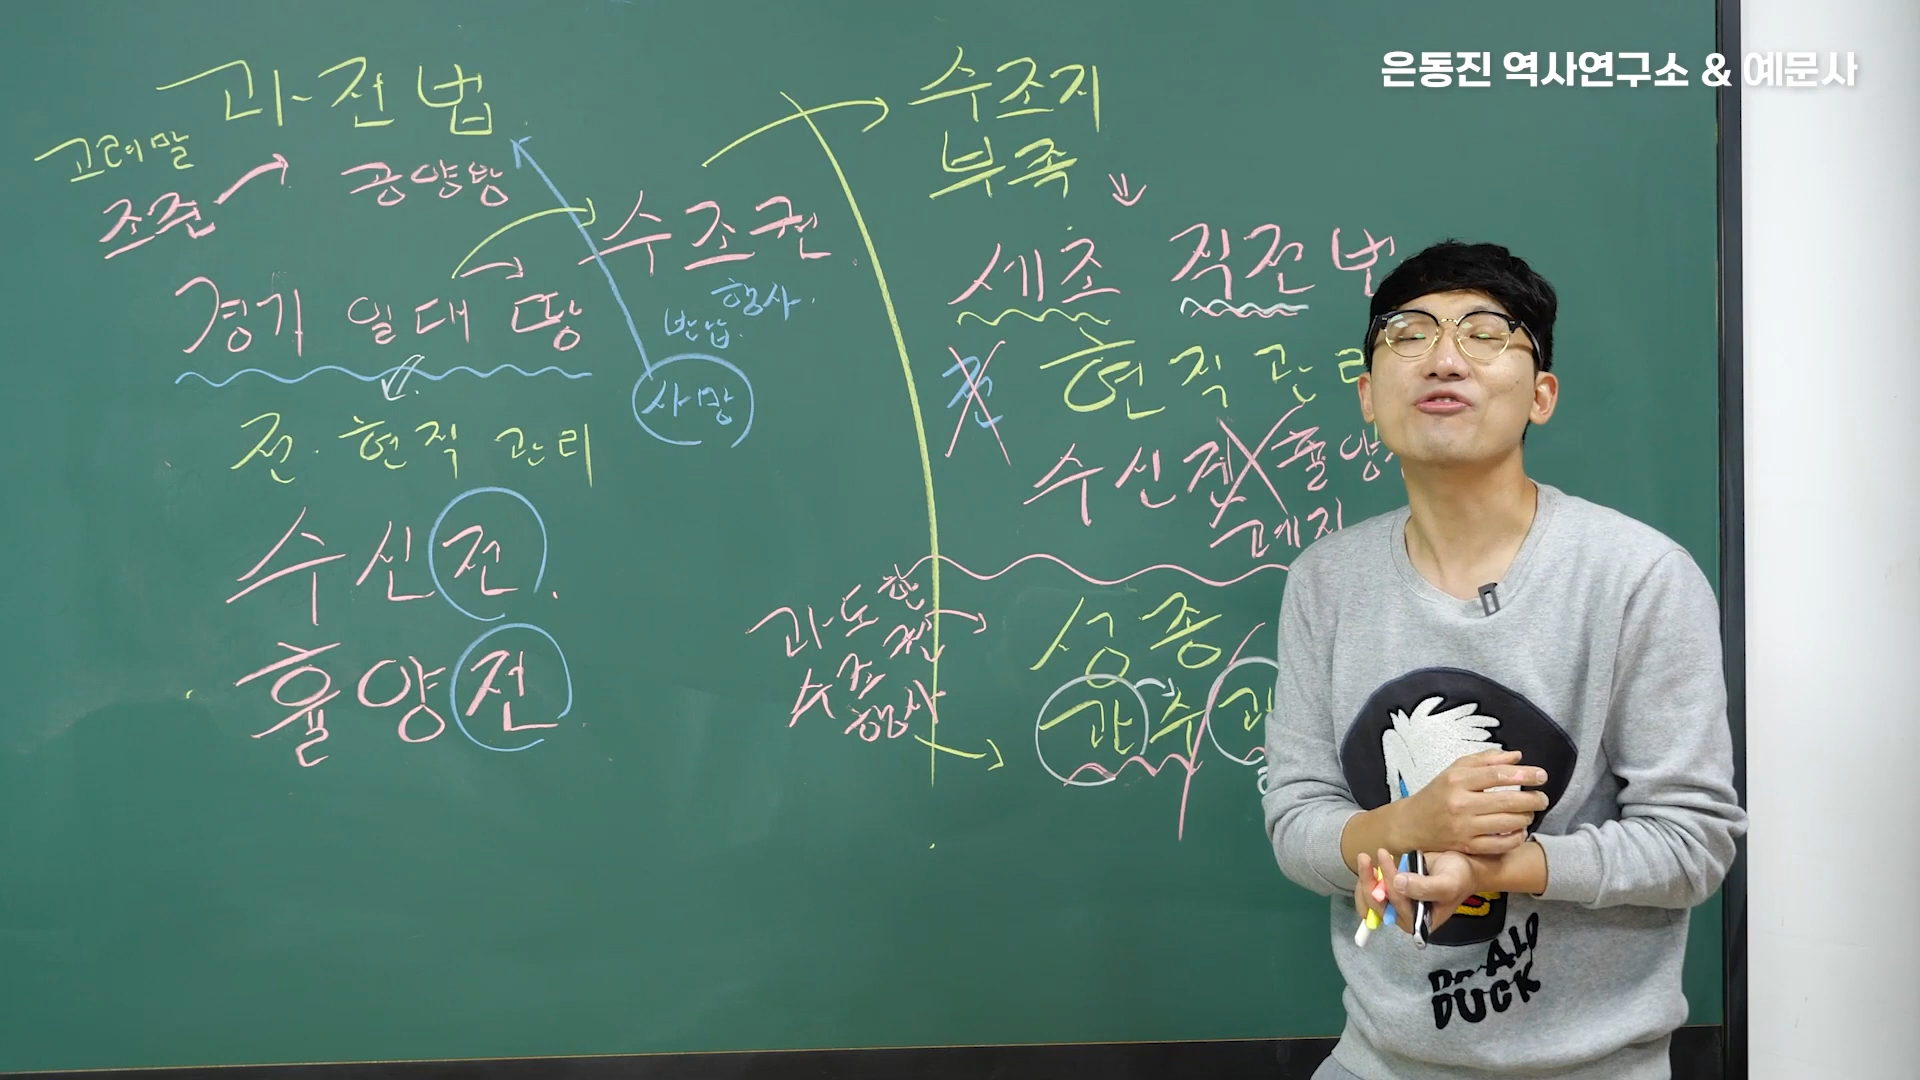 은동진 역사연구소 & 예문사
과전법
고려말
조준
공양왕
수조권
경기 일대 땅
행사
반납
사망
전·현직 관리
수신전
휼양전
수조지
부족
세조 직전법
전
현직 관리
수신전 휼양
과도한
수조권
행사
성종
관수관
DUCK